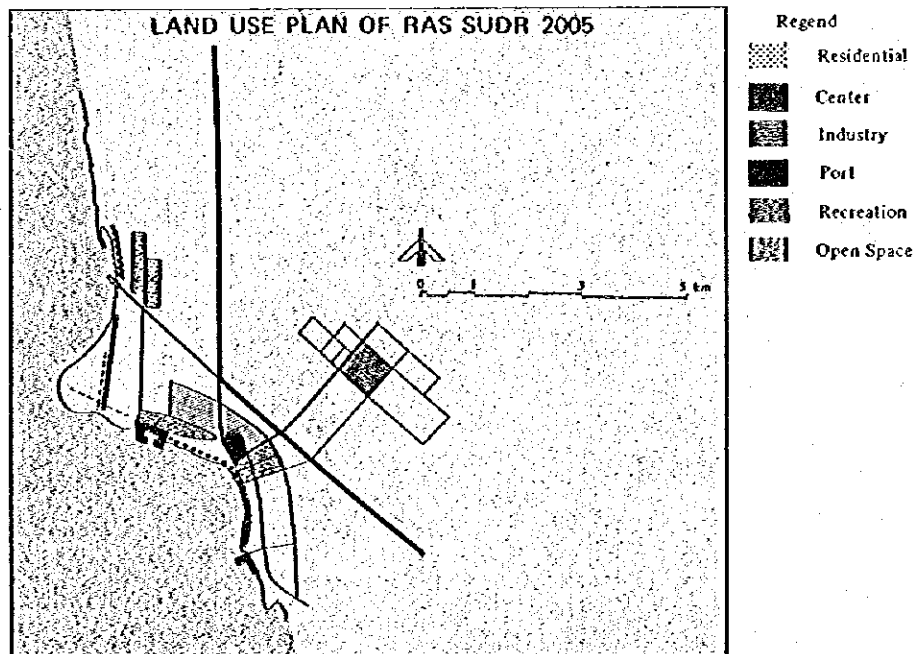 LAND USE PLAN OF RAS SUDR 2005
Regend
Residential
Center
Industry
Port
Recreation
Open Space
0 1 3 5 km